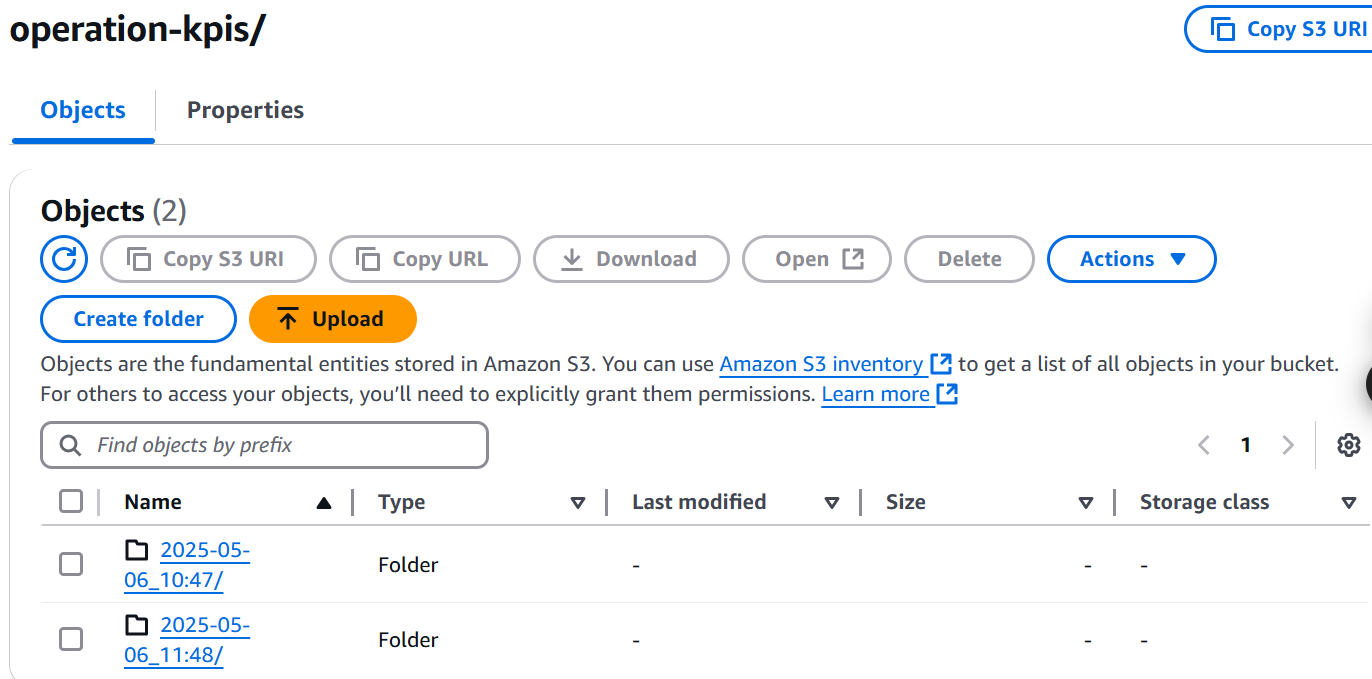 operation-kpis/
Copy S3 URI
Objects
Properties
Objects (2)
Copy S3 URI
Copy URL
Download
Open
Delete
Actions
Create folder
Upload
Objects are the fundamental entities stored in Amazon S3. You can use Amazon S3 inventory to get a list of all objects in your bucket.
For others to access your objects, you’ll need to explicitly grant them permissions. Learn more
Find objects by prefix
1
Name
Type
Last modified
Size
Storage class
2025-05-
06_10:47/
Folder
-
-
-
2025-05-
06_11:48/
Folder
-
-
-